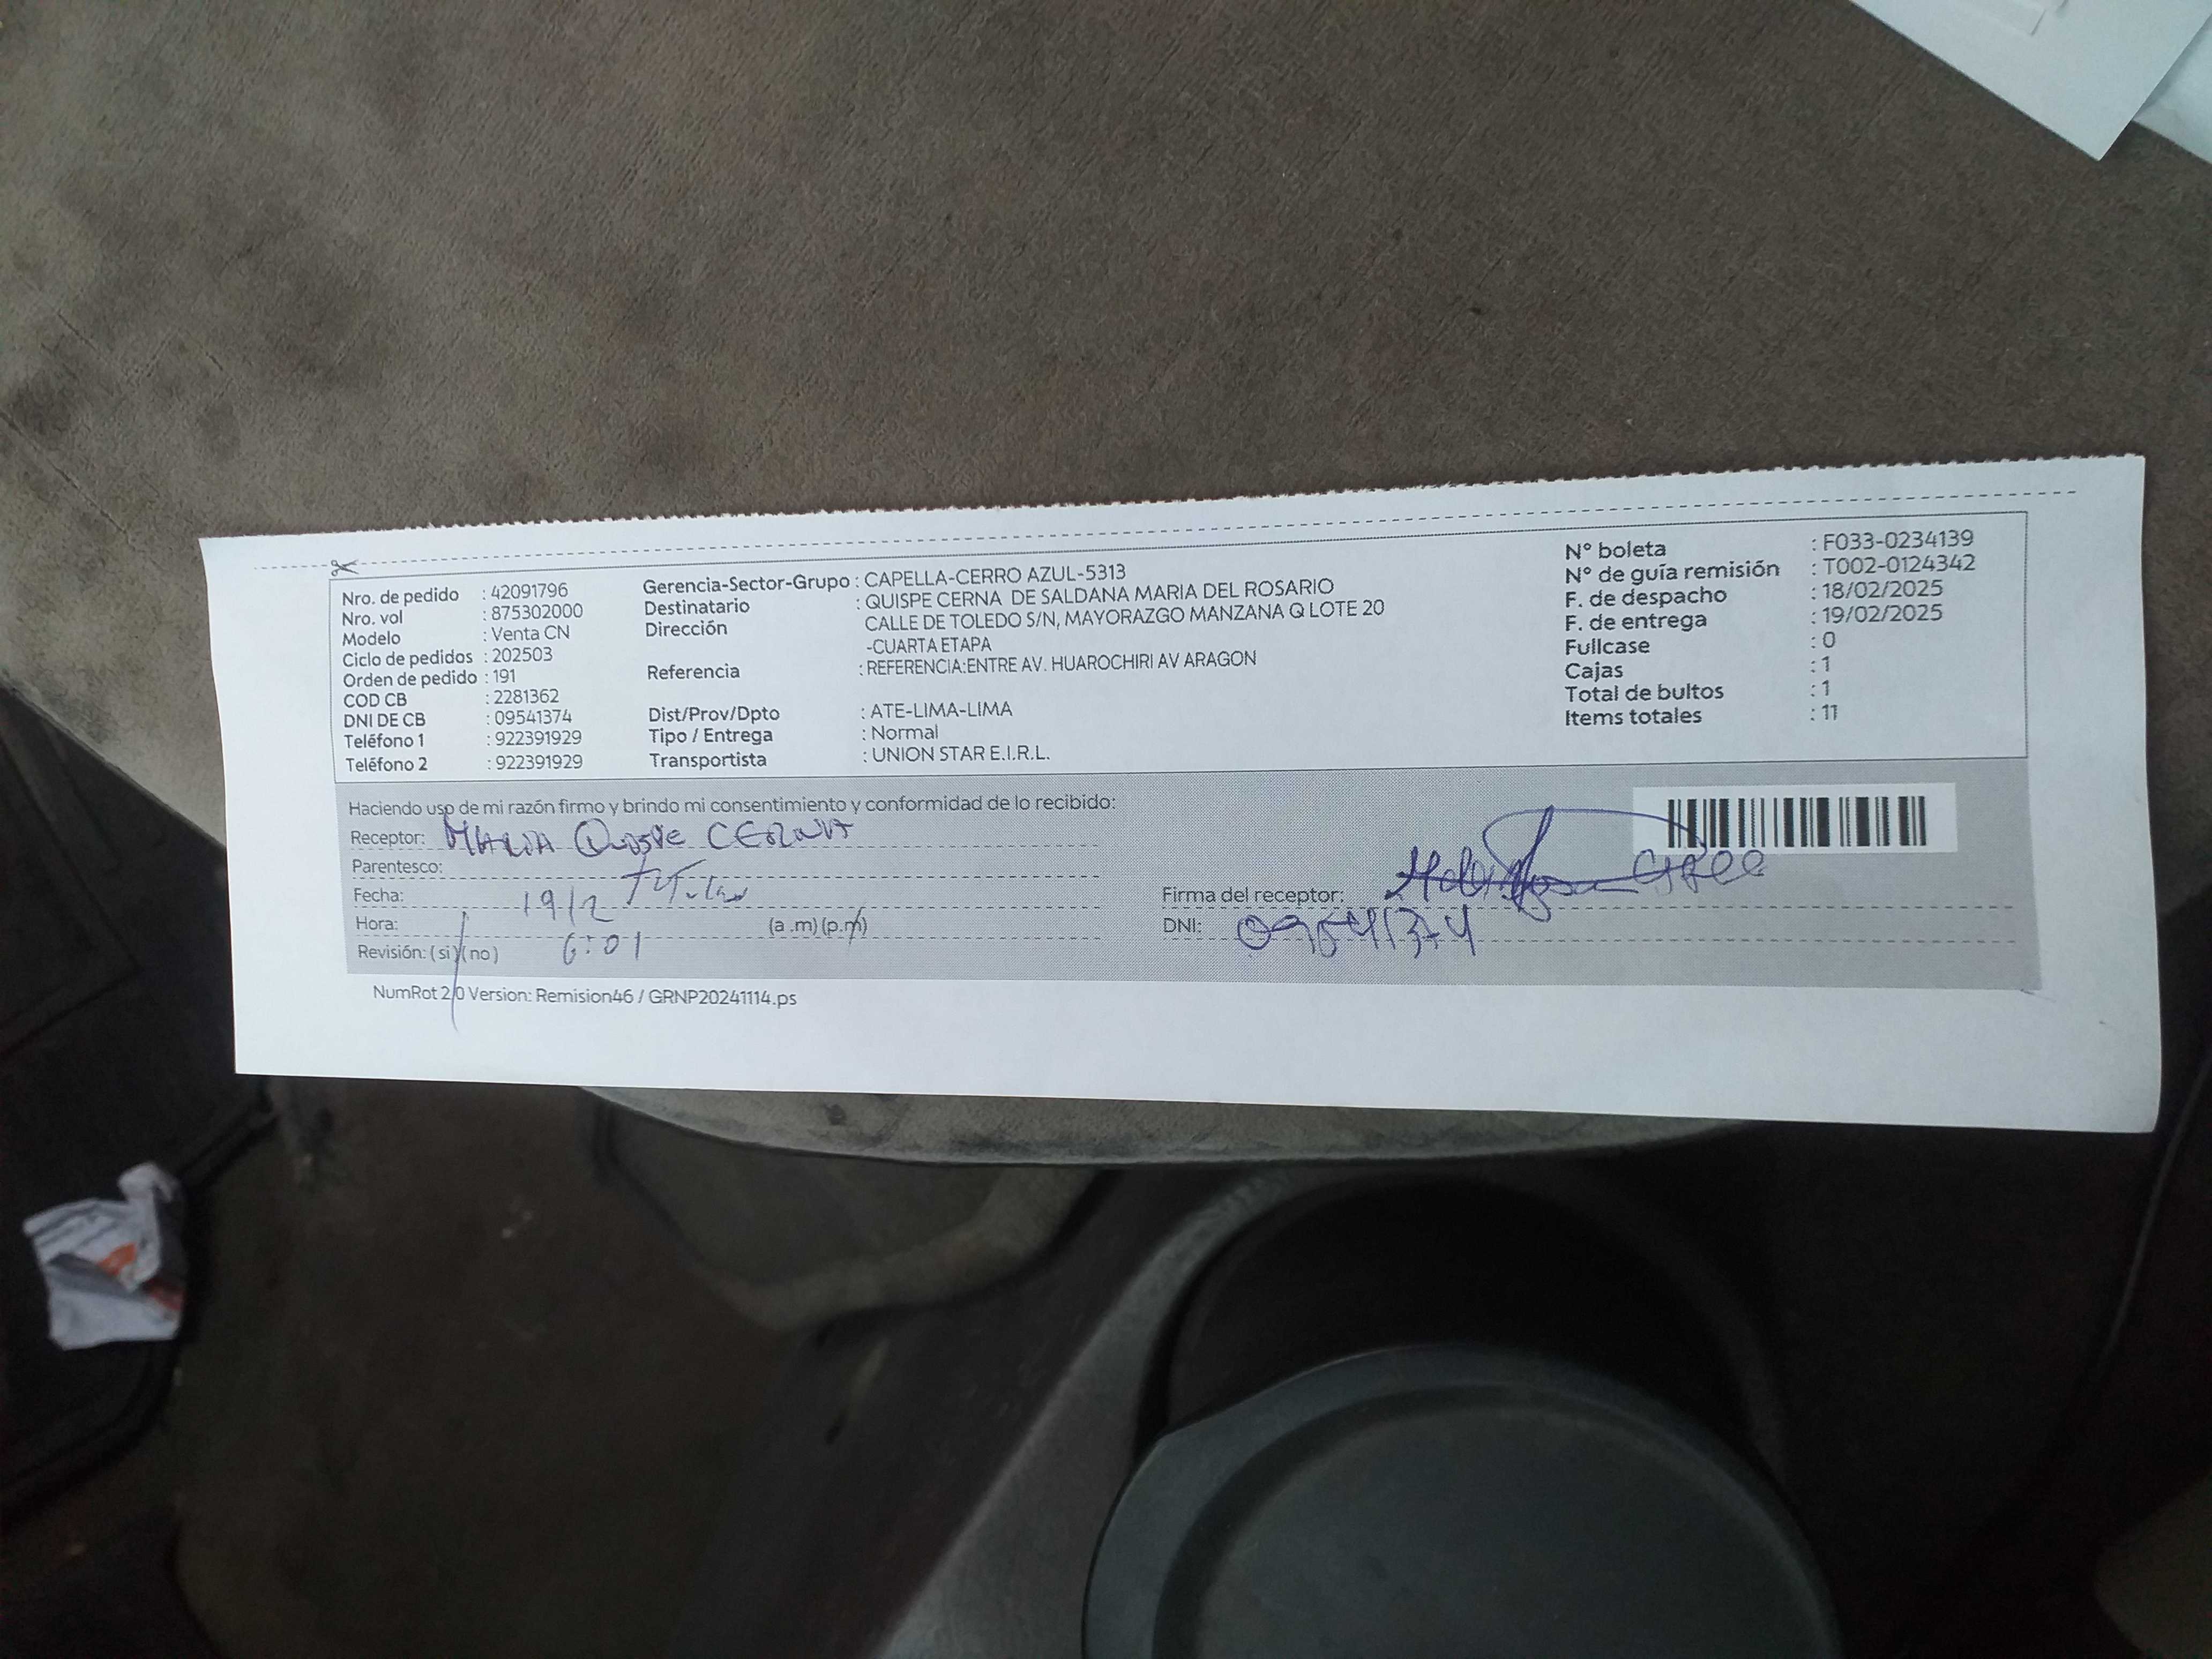 Nro. de pedido : 42091796
Nro. vol : 875302000
Modelo : Venta CN
Ciclo de pedidos : 202503
Orden de pedido : 191
COD CB : 2281362
DNI DE CB : 09541374
Teléfono 1 : 922391929
Teléfono 2 : 922391929
Gerencia-Sector-Grupo : CAPELLA-CERRO AZUL-5313
Destinatario : QUISPE CERNA DE SALDANA MARIA DEL ROSARIO
Dirección CALLE DE TOLEDO S/N, MAYORAZGO MANZANA Q LOTE 20
-CUARTA ETAPA
Referencia : REFERENCIA:ENTRE AV. HUAROCHIRI AV ARAGON
Dist/Prov/Dpto : ATE-LIMA-LIMA
Tipo / Entrega : Normal
Transportista : UNION STAR E.I.R.L.
N° boleta : F033-0234139
N° de guía remisión : T002-0124342
F. de despacho : 18/02/2025
F. de entrega : 19/02/2025
Fullcase : 0
Cajas : 1
Total de bultos : 1
Items totales : 11
Haciendo uso de mi razón firmo y brindo mi consentimiento y conformidad de lo recibido:
Receptor: MARIA QUISPE CERNA
Parentesco: Titular
Fecha: 19/2
Hora: 6:01 (a .m) (p.m)
Revisión: ( si )( no )
Firma del receptor:
DNI: 09541374
NumRot 2.0 Version: Remision46 / GRNP20241114.ps